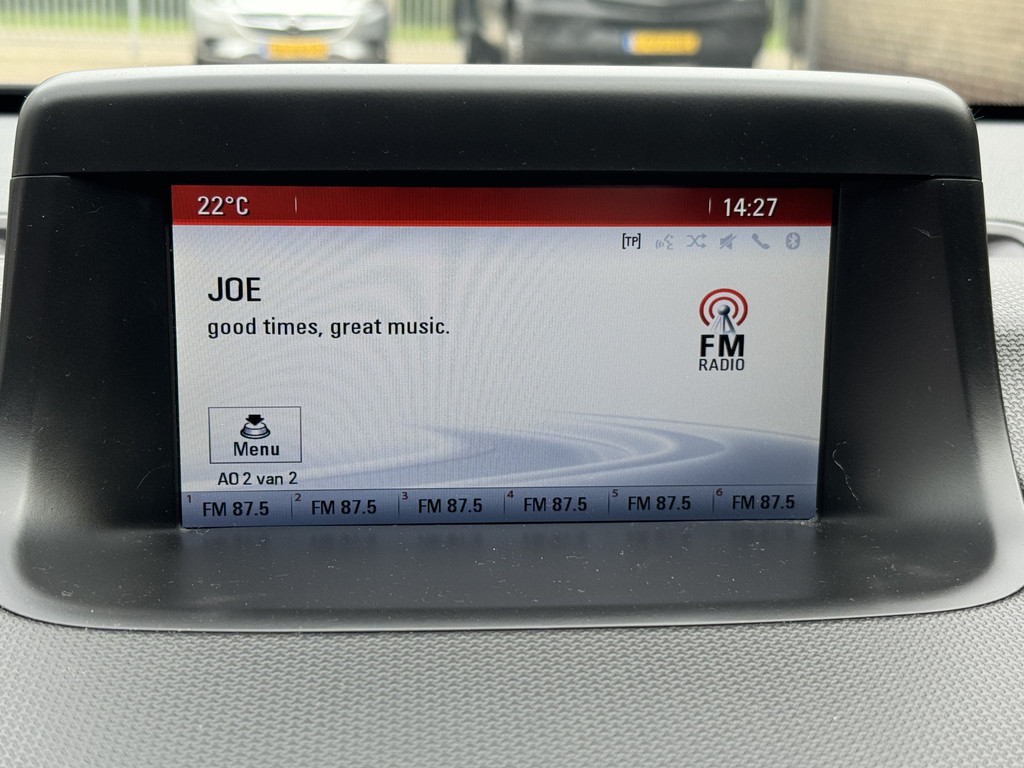 22°C 14:27
[TP]
JOE
good times, great music.
FM
RADIO
Menu
AO 2 van 2
1 FM 87.5 2 FM 87.5 3 FM 87.5 4 FM 87.5 5 FM 87.5 6 FM 87.5